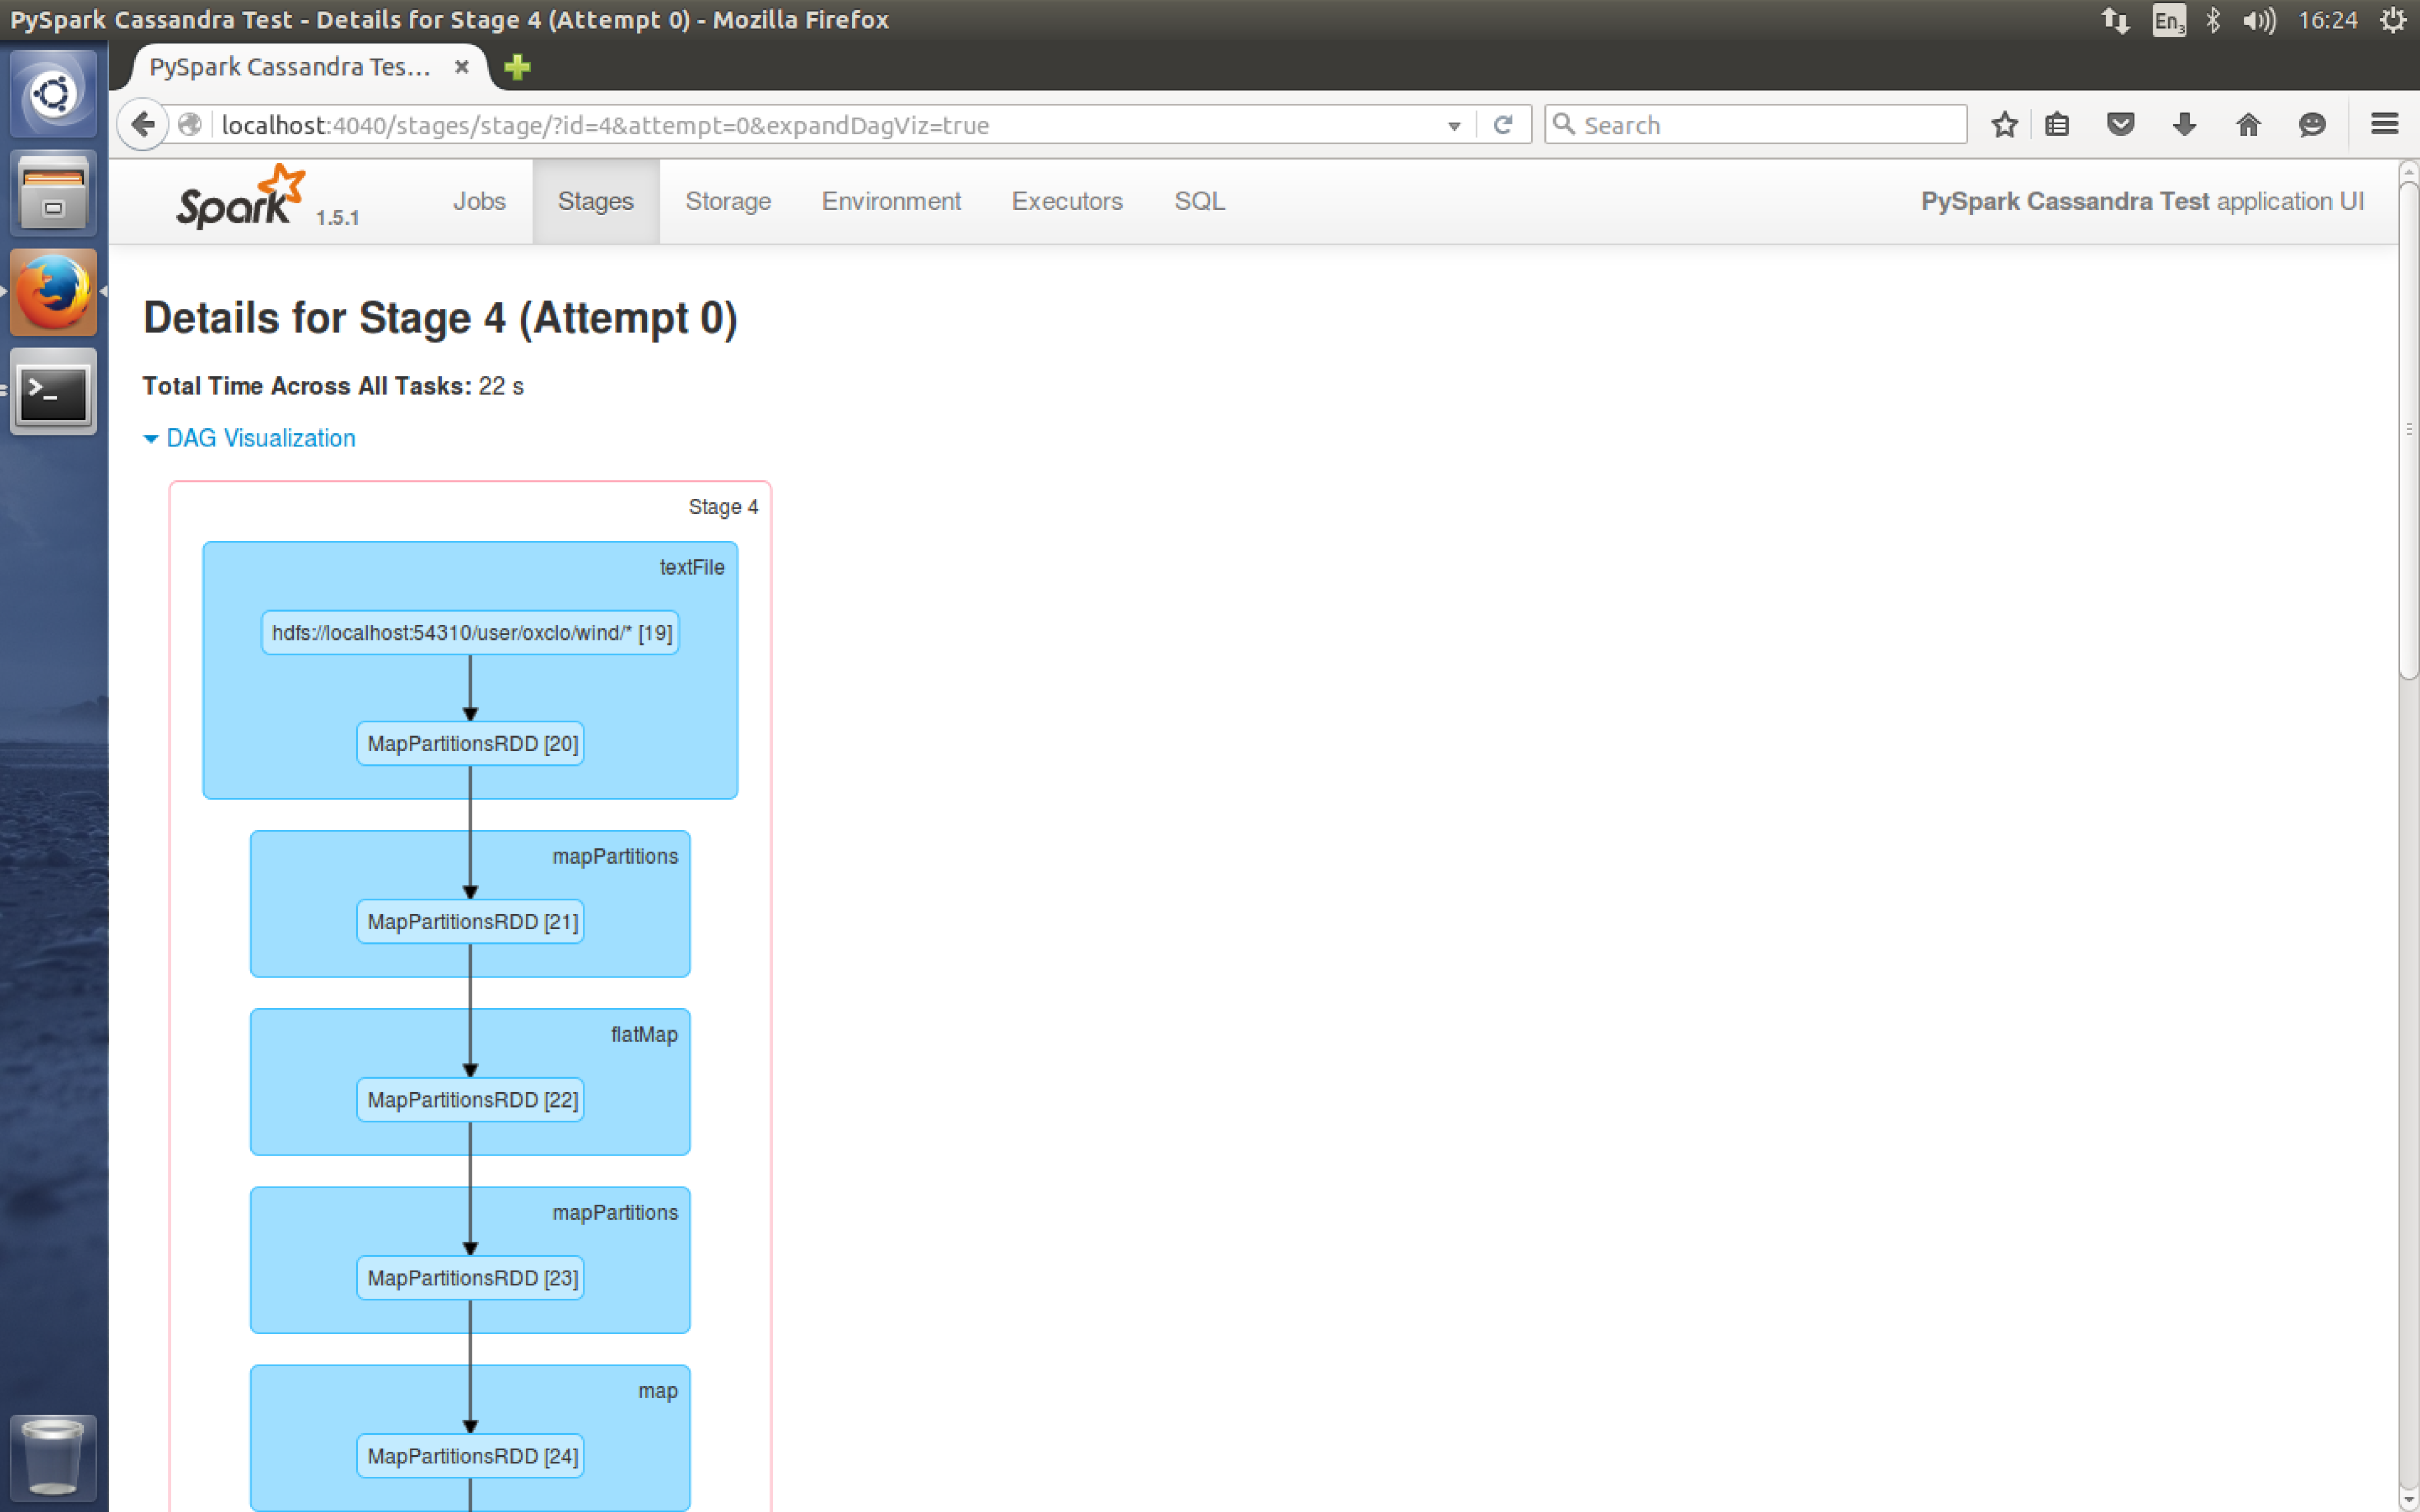 PySpark Cassandra Test - Details for Stage 4 (Attempt 0) - Mozilla Firefox
En3
16:24
PySpark Cassandra Tes...
localhost:4040/stages/stage/?id=4&attempt=0&expandDagViz=true
Search
Spark 1.5.1
Jobs
Stages
Storage
Environment
Executors
SQL
PySpark Cassandra Test application UI
Details for Stage 4 (Attempt 0)
Total Time Across All Tasks: 22 s
DAG Visualization
Stage 4
textFile
hdfs://localhost:54310/user/oxclo/wind/* [19]
MapPartitionsRDD [20]
mapPartitions
MapPartitionsRDD [21]
flatMap
MapPartitionsRDD [22]
mapPartitions
MapPartitionsRDD [23]
map
MapPartitionsRDD [24]